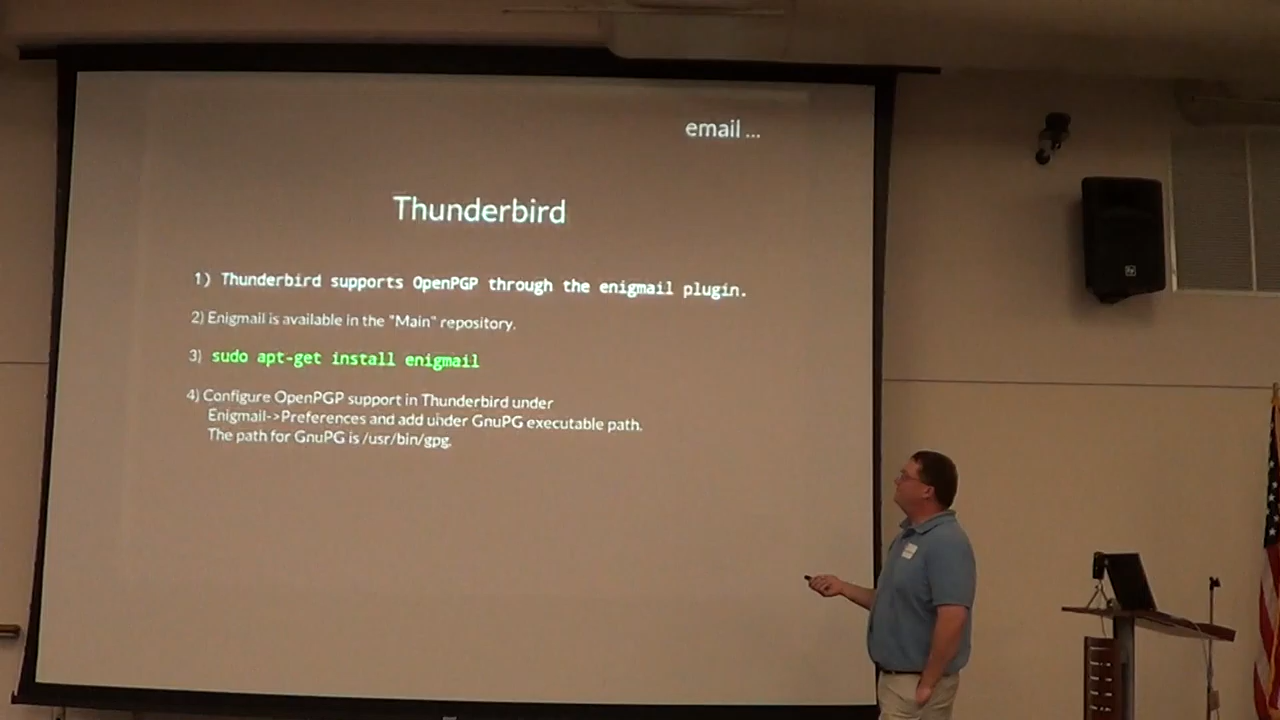 email ...
Thunderbird
1) Thunderbird supports OpenPGP through the enigmail plugin.
2) Enigmail is available in the "Main" repository.
3) sudo apt-get install enigmail
4) Configure OpenPGP support in Thunderbird under
Enigmail->Preferences and add under GnuPG executable path.
The path for GnuPG is /usr/bin/gpg.